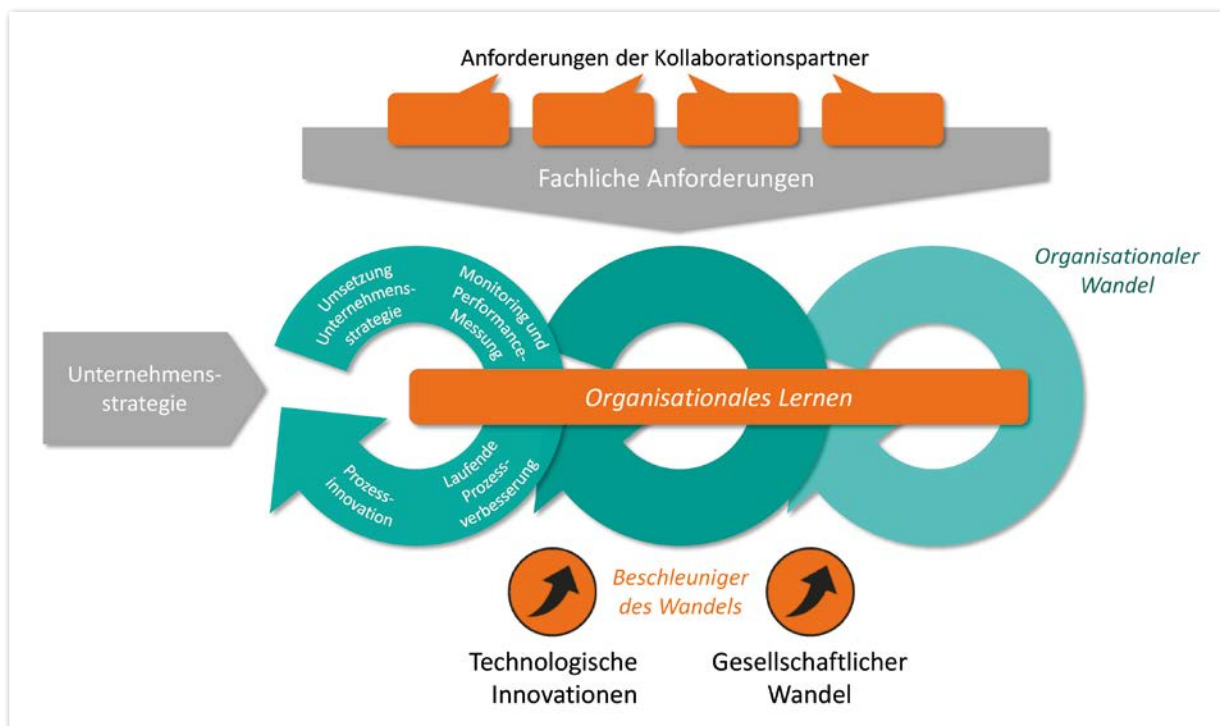 Anforderungen der Kollaborationspartner
Fachliche Anforderungen
Organisationaler
Wandel
Umsetzung
Unternehmens-
strategie
Monitoring und
Performance-
Messung
Unternehmens-
strategie
Organisationales Lernen
Prozess-
innovation
Laufende
Prozess-
verbesserung
Beschleuniger
des Wandels
Technologische
Innovationen
Gesellschaftlicher
Wandel